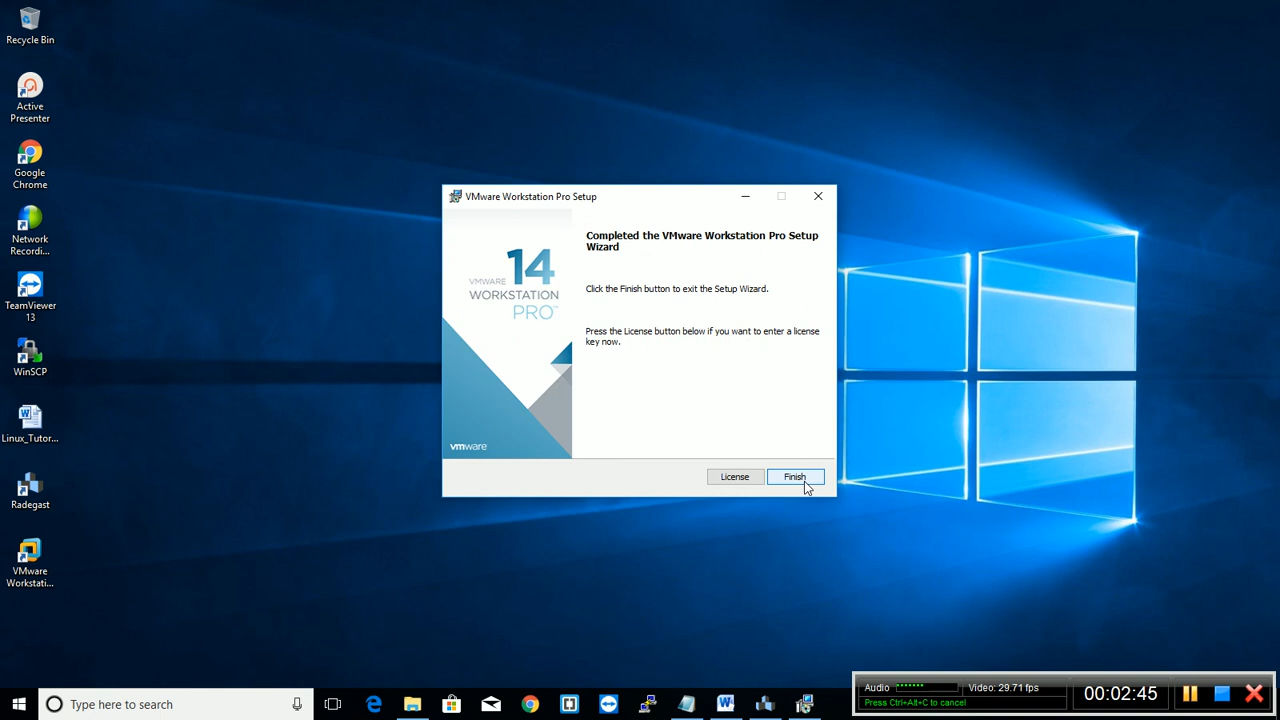 Recycle Bin
Active
Presenter
Google
Chrome
Network
Recordi...
TeamViewer
13
WinSCP
Linux_Tutor...
Radegast
VMware
Workstati...
VMware Workstation Pro Setup
14
VMWARE
WORKSTATION
PRO™
vmware
Completed the VMware Workstation Pro Setup
Wizard
Click the Finish button to exit the Setup Wizard.
Press the License button below if you want to enter a license
key now.
License
Finish
Type here to search
Audio
Video: 29.71 fps
Press Ctrl+Alt+C to cancel
00:02:45